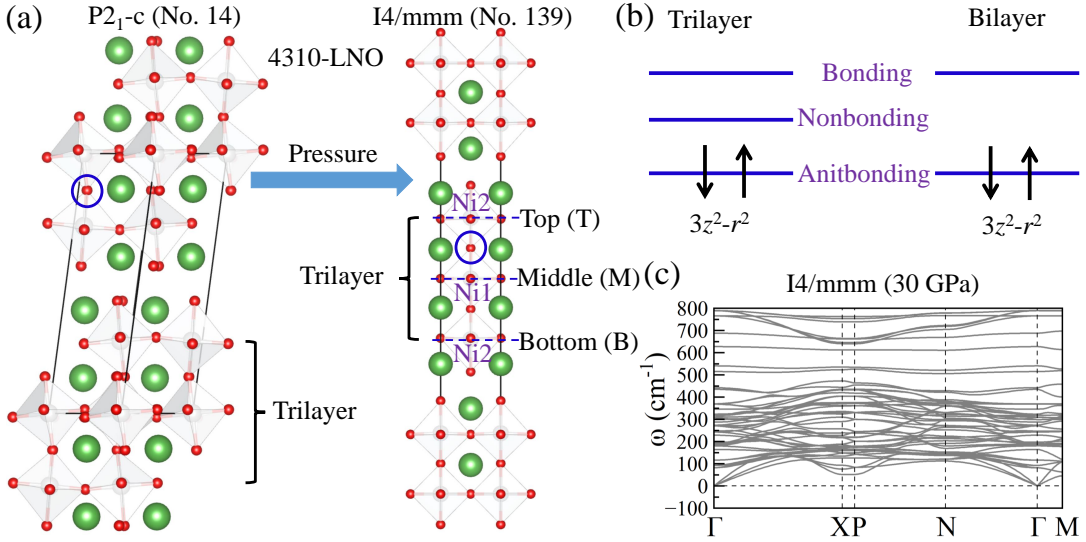 (a)
P2₁-c (No. 14)
I4/mmm (No. 139)
4310-LNO
Pressure
Ni2
Top (T)
Trilayer
Middle (M)
Ni1
Ni2
Bottom (B)
Trilayer
(b)
Trilayer
Bilayer
Bonding
Nonbonding
Anitbonding
3z²-r²
3z²-r²
(c)
I4/mmm (30 GPa)
ω (cm⁻¹)
800
700
600
500
400
300
200
100
0
−100
Γ X P N Γ M